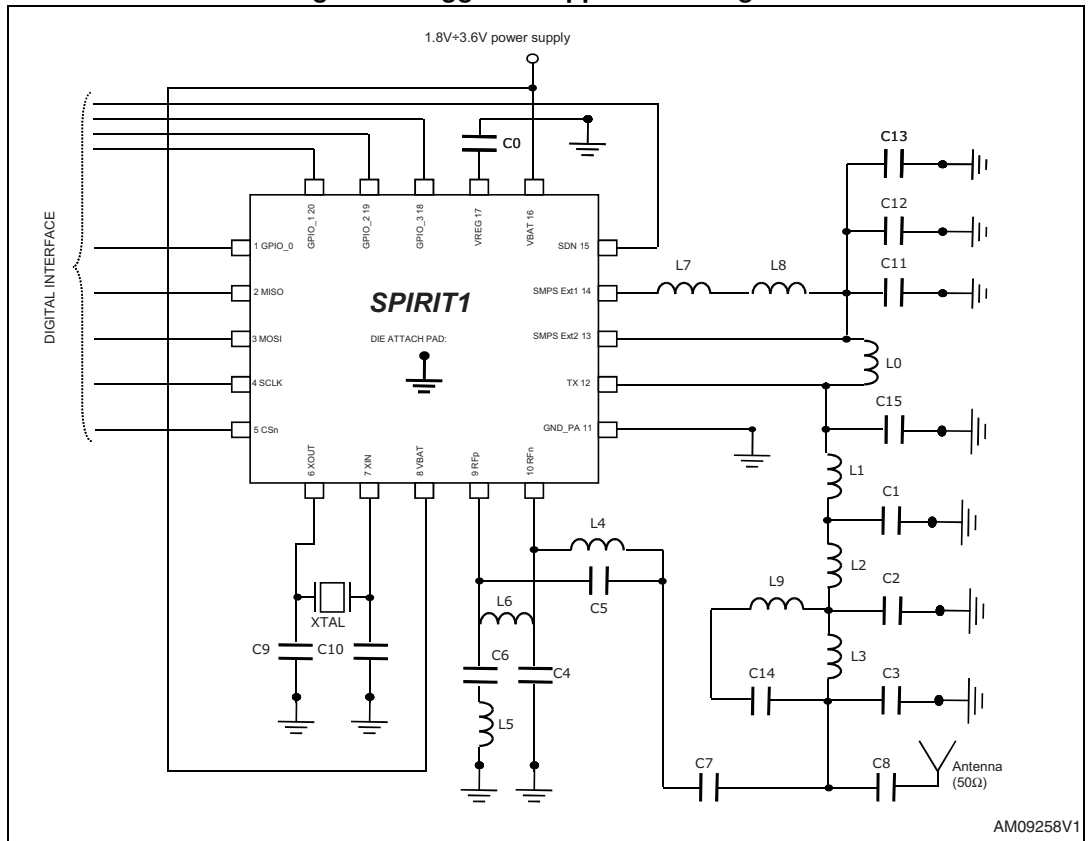 1.8V÷3.6V power supply
C0
C13
GPIO_1 20
GPIO_2 19
GPIO_3 18
VREG 17
VBAT 16
C12
DIGITAL INTERFACE
1 GPIO_0
SDN 15
C11
L7
L8
2 MISO
SPIRIT1
SMPS Ext1 14
3 MOSI
DIE ATTACH PAD:
SMPS Ext2 13
L0
4 SCLK
TX 12
C15
5 CSn
GND_PA 11
6 XOUT
7 XIN
8 VBAT
9 RFp
10 RFn
L1
C1
L4
L2
C2
L9
C5
XTAL
L6
C9
C10
C6
C4
L3
C14
C3
L5
C7
C8
Antenna
(50Ω)
AM09258V1